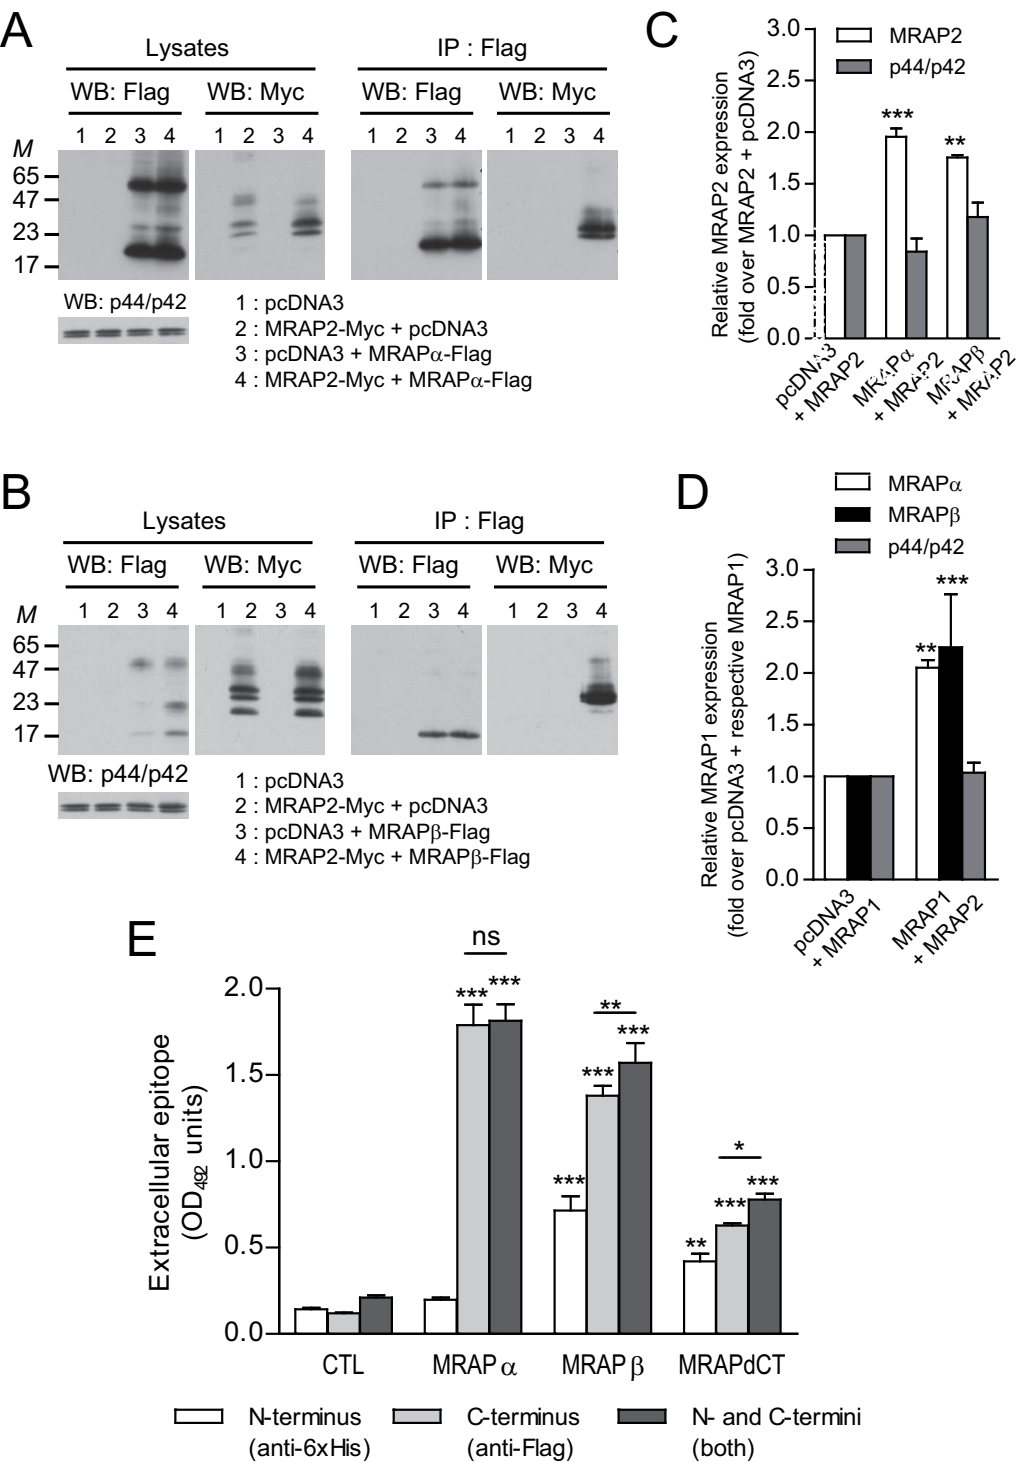 A
Lysates
IP : Flag
WB: Flag
WB: Myc
WB: Flag
WB: Myc
1 2 3 4
1 2 3 4
1 2 3 4
1 2 3 4
M
65
47
23
17
WB: p44/p42
1 : pcDNA3
2 : MRAP2-Myc + pcDNA3
3 : pcDNA3 + MRAPα-Flag
4 : MRAP2-Myc + MRAPα-Flag
B
Lysates
IP : Flag
WB: Flag
WB: Myc
WB: Flag
WB: Myc
1 2 3 4
1 2 3 4
1 2 3 4
1 2 3 4
M
65
47
23
17
WB: p44/p42
1 : pcDNA3
2 : MRAP2-Myc + pcDNA3
3 : pcDNA3 + MRAPβ-Flag
4 : MRAP2-Myc + MRAPβ-Flag
C
MRAP2
p44/p42
Relative MRAP2 expression
(fold over MRAP2 + pcDNA3)
3.0
2.5
2.0
1.5
1.0
0.5
0.0
***
**
pcDNA3
+ MRAP2
MRAPα
+ MRAP2
MRAPβ
+ MRAP2
D
MRAPα
MRAPβ
p44/p42
Relative MRAP1 expression
(fold over pcDNA3 + respective MRAP1)
3.0
2.5
2.0
1.5
1.0
0.5
0.0
**
***
pcDNA3
+ MRAP1
MRAP1
+ MRAP2
E
Extracellular epitope
(OD492 units)
2.0
1.5
1.0
0.5
0.0
ns
*** ***
**
***
***
***
*
***
***
**
CTL
MRAP α
MRAP β
MRAPdCT
N-terminus
(anti-6xHis)
C-terminus
(anti-Flag)
N- and C-termini
(both)